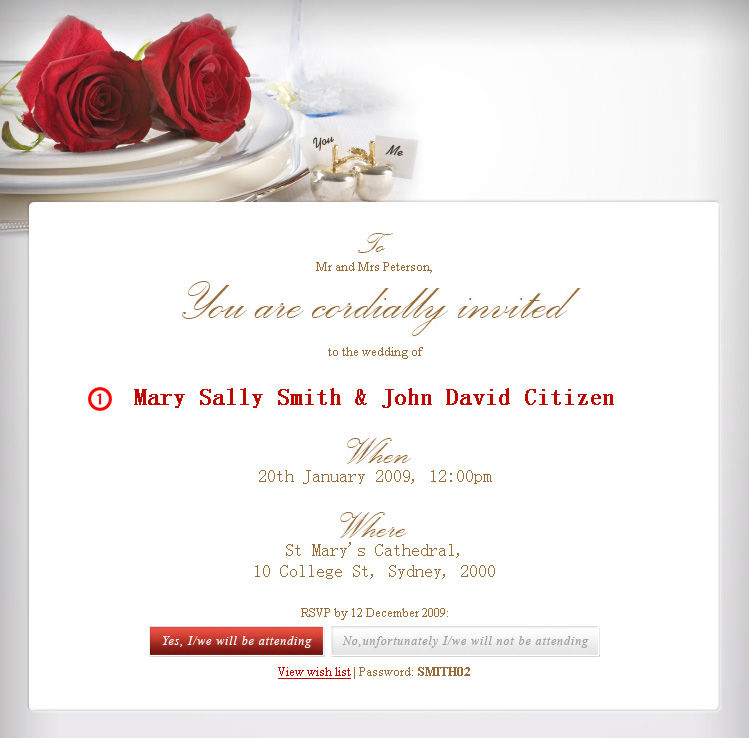 You
Me
To
Mr and Mrs Peterson,
You are cordially invited
to the wedding of
1 Mary Sally Smith & John David Citizen
When
20th January 2009, 12:00pm
Where
St Mary's Cathedral,
10 College St, Sydney, 2000
RSVP by 12 December 2009:
Yes, I/we will be attending No,unfortunately I/we will not be attending
View wish list | Password: SMITH02